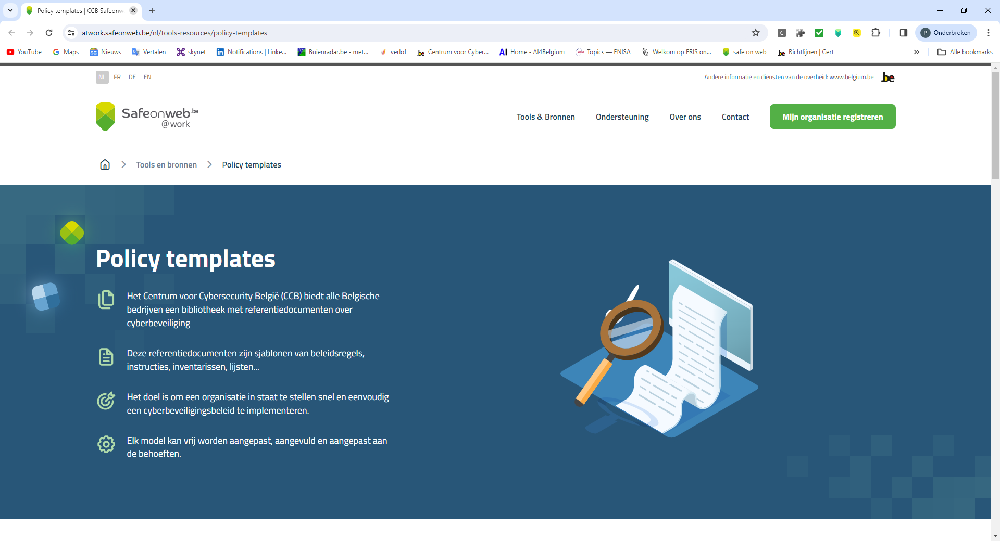 Policy templates | CCB Safeonw
atwork.safeonweb.be/nl/tools-resources/policy-templates
P Onderbroken
YouTube Maps Nieuws Vertalen skynet Notifications | Linke... Buienradar.be - met... verlof Centrum voor Cyber... Home - AI4Belgium Topics — ENISA Welkom op FRIS on... safe on web Richtlijnen | Cert Alle bookmarks
NL FR DE EN
Andere informatie en diensten van de overheid: www.belgium.be .be
Safeonweb.be
@work
Tools & Bronnen Ondersteuning Over ons Contact Mijn organisatie registreren
Tools en bronnen Policy templates
Policy templates
Het Centrum voor Cybersecurity België (CCB) biedt alle Belgische
bedrijven een bibliotheek met referentiedocumenten over
cyberbeveiliging
Deze referentiedocumenten zijn sjablonen van beleidsregels,
instructies, inventarissen, lijsten...
Het doel is om een organisatie in staat te stellen snel en eenvoudig
een cyberbeveiligingsbeleid te implementeren.
Elk model kan vrij worden aangepast, aangevuld en aangepast aan
de behoeften.